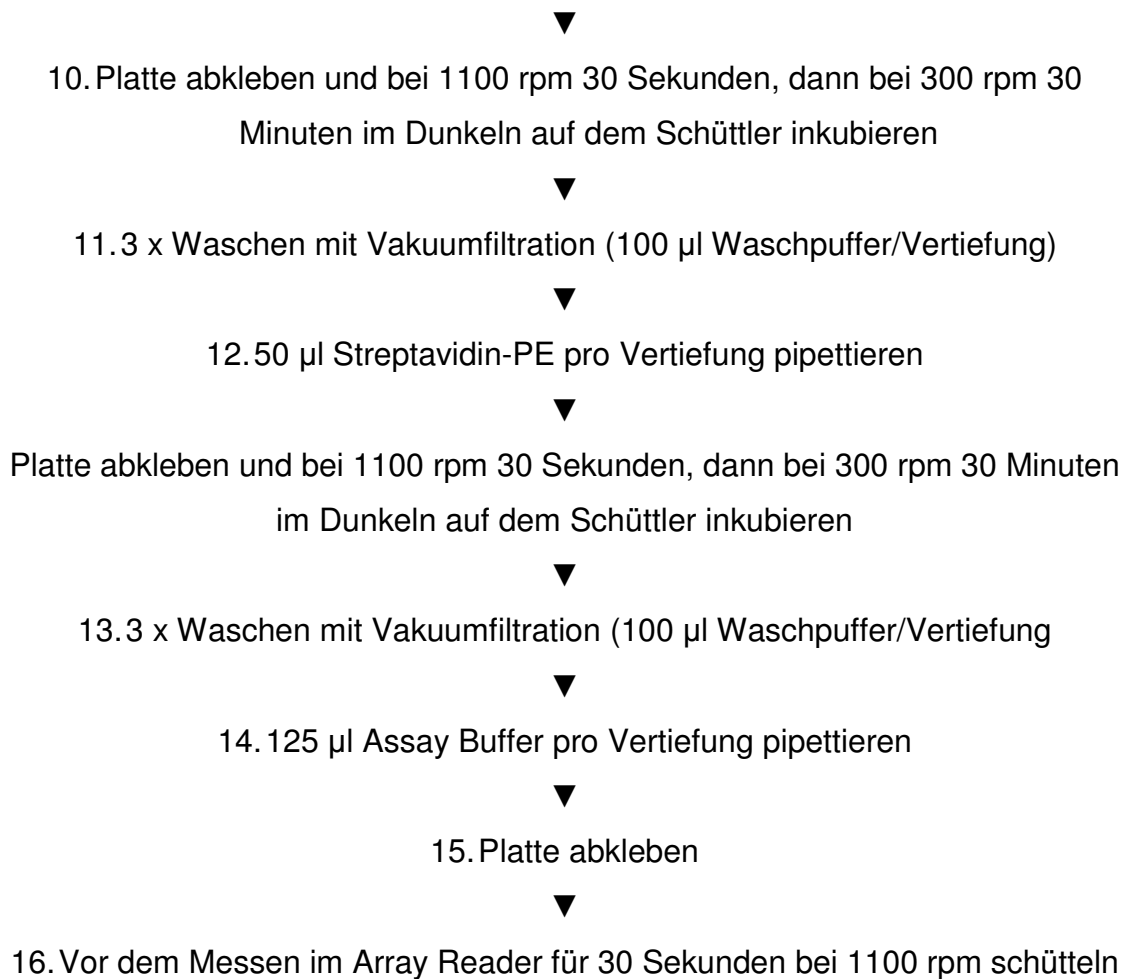 ▼
10. Platte abkleben und bei 1100 rpm 30 Sekunden, dann bei 300 rpm 30
Minuten im Dunkeln auf dem Schüttler inkubieren
▼
11. 3 x Waschen mit Vakuumfiltration (100 µl Waschpuffer/Vertiefung)
▼
12. 50 µl Streptavidin-PE pro Vertiefung pipettieren
▼
Platte abkleben und bei 1100 rpm 30 Sekunden, dann bei 300 rpm 30 Minuten
im Dunkeln auf dem Schüttler inkubieren
▼
13. 3 x Waschen mit Vakuumfiltration (100 µl Waschpuffer/Vertiefung
▼
14. 125 µl Assay Buffer pro Vertiefung pipettieren
▼
15. Platte abkleben
▼
16. Vor dem Messen im Array Reader für 30 Sekunden bei 1100 rpm schütteln